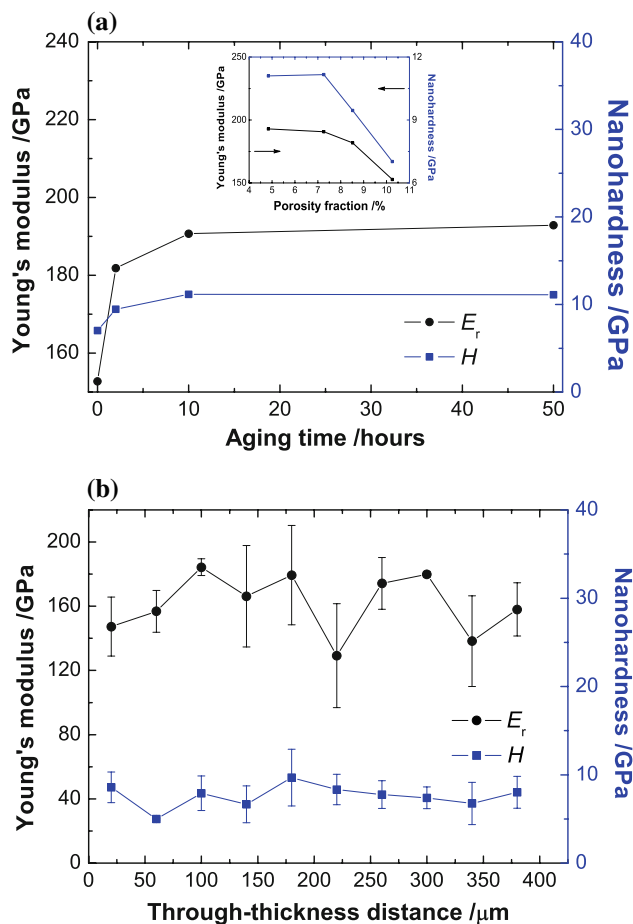 (a)
240
220
200
180
160
Young's modulus /GPa
40
30
20
10
0
Nanohardness /GPa
250
200
150
Young's modulus /GPa
12
9
6
Nanohardness /GPa
4 5 6 7 8 9 10 11
Porosity fraction /%
Er
H
0 10 20 30 40 50
Aging time /hours
(b)
200
160
120
80
40
0
Young's modulus /GPa
40
30
20
10
0
Nanohardness /GPa
Er
H
0 50 100 150 200 250 300 350 400
Through-thickness distance /μm